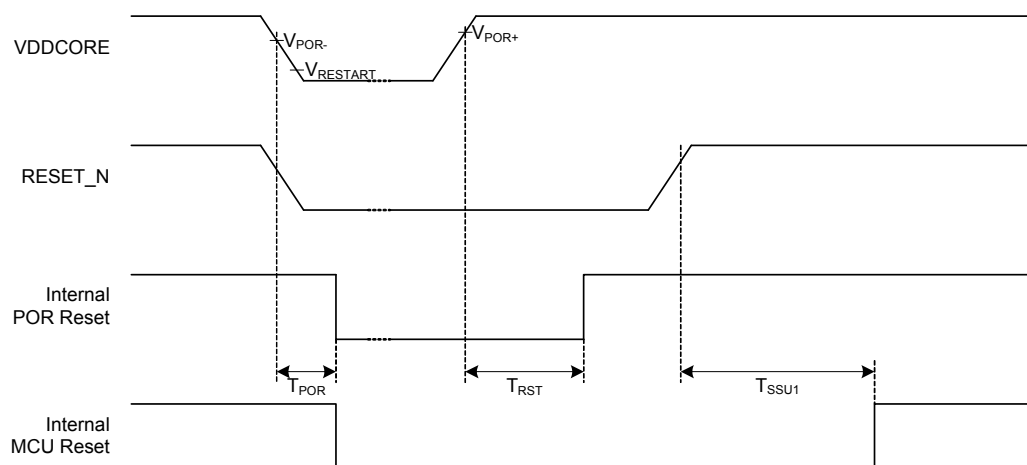 VDDCORE
VPOR-
VRESTART
VPOR+
RESET_N
Internal
POR Reset
TPOR
TRST
TSSU1
Internal
MCU Reset